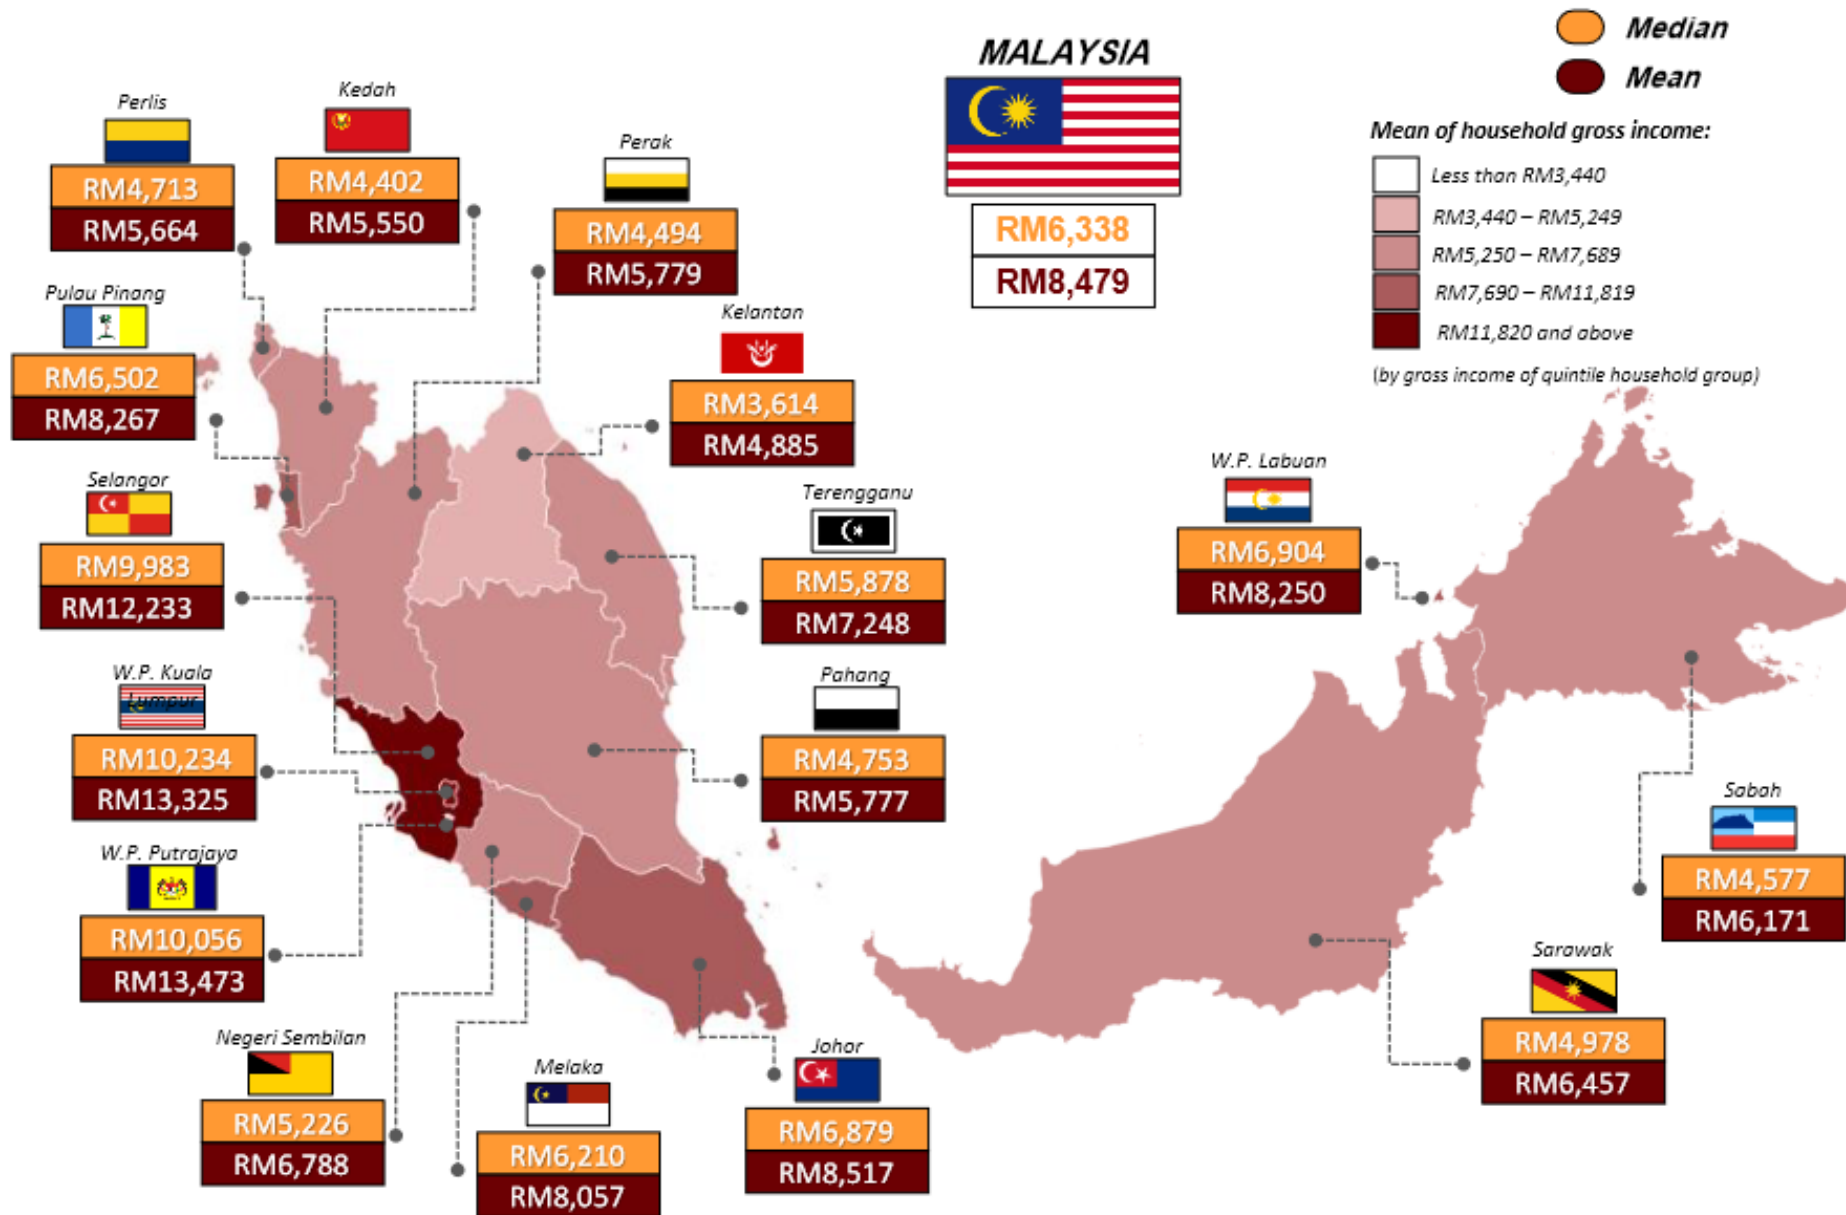 MALAYSIA
RM6,338
RM8,479
Median
Mean
Mean of household gross income:
Less than RM3,440
RM3,440 – RM5,249
RM5,250 – RM7,689
RM7,690 – RM11,819
RM11,820 and above
(by gross income of quintile household group)
Perlis
RM4,713
RM5,664
Kedah
RM4,402
RM5,550
Perak
RM4,494
RM5,779
Pulau Pinang
RM6,502
RM8,267
Kelantan
RM3,614
RM4,885
Selangor
RM9,983
RM12,233
Terengganu
RM5,878
RM7,248
W.P. Labuan
RM6,904
RM8,250
W.P. Kuala
Lumpur
RM10,234
RM13,325
Pahang
RM4,753
RM5,777
W.P. Putrajaya
RM10,056
RM13,473
Sabah
RM4,577
RM6,171
Negeri Sembilan
RM5,226
RM6,788
Melaka
RM6,210
RM8,057
Johor
RM6,879
RM8,517
Sarawak
RM4,978
RM6,457